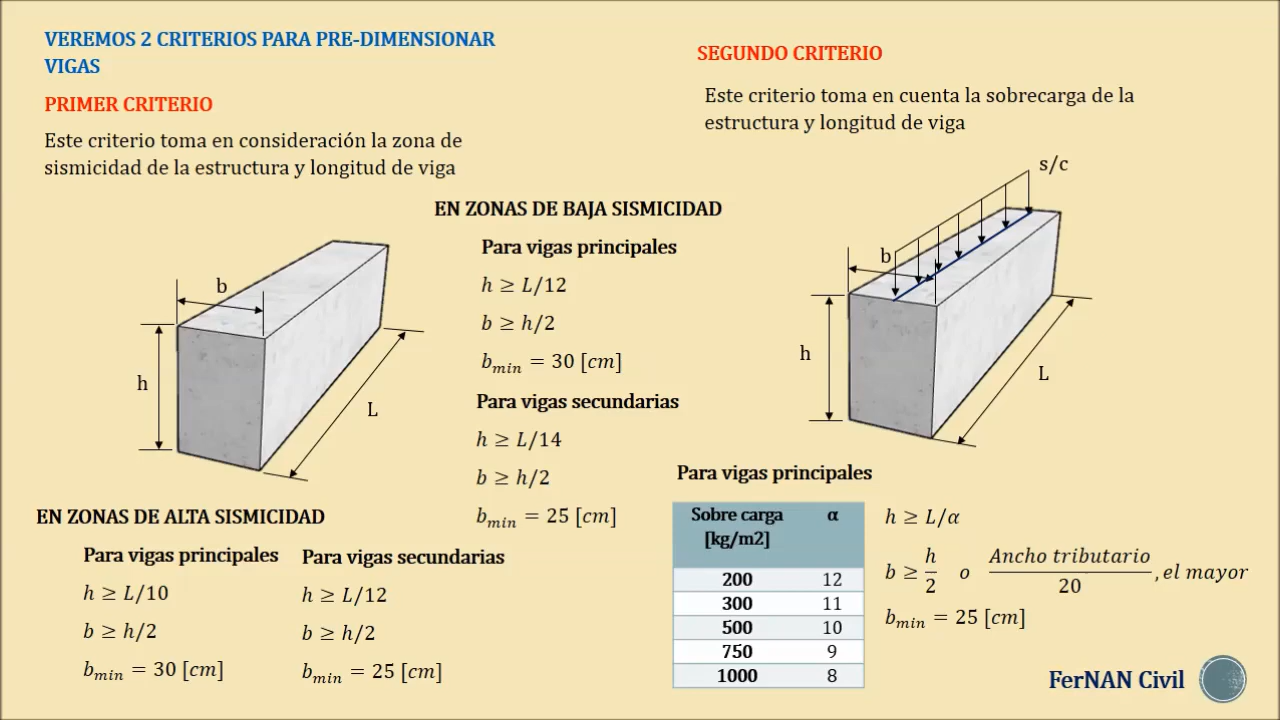 VEREMOS 2 CRITERIOS PARA PRE-DIMENSIONAR
VIGAS
PRIMER CRITERIO
Este criterio toma en consideración la zona de
sismicidad de la estructura y longitud de viga
b
h
L
EN ZONAS DE BAJA SISMICIDAD
Para vigas principales
h ≥ L/12
b ≥ h/2
b_min = 30 [cm]
Para vigas secundarias
h ≥ L/14
b ≥ h/2
b_min = 25 [cm]
EN ZONAS DE ALTA SISMICIDAD
Para vigas principales
h ≥ L/10
b ≥ h/2
b_min = 30 [cm]
Para vigas secundarias
h ≥ L/12
b ≥ h/2
b_min = 25 [cm]
SEGUNDO CRITERIO
Este criterio toma en cuenta la sobrecarga de la
estructura y longitud de viga
s/c
b
h
L
Para vigas principales
Sobre carga α
[kg/m2]
200 12
300 11
500 10
750 9
1000 8
h ≥ L/α
b ≥ h/2 o Ancho tributario/20 , el mayor
b_min = 25 [cm]
FerNAN Civil